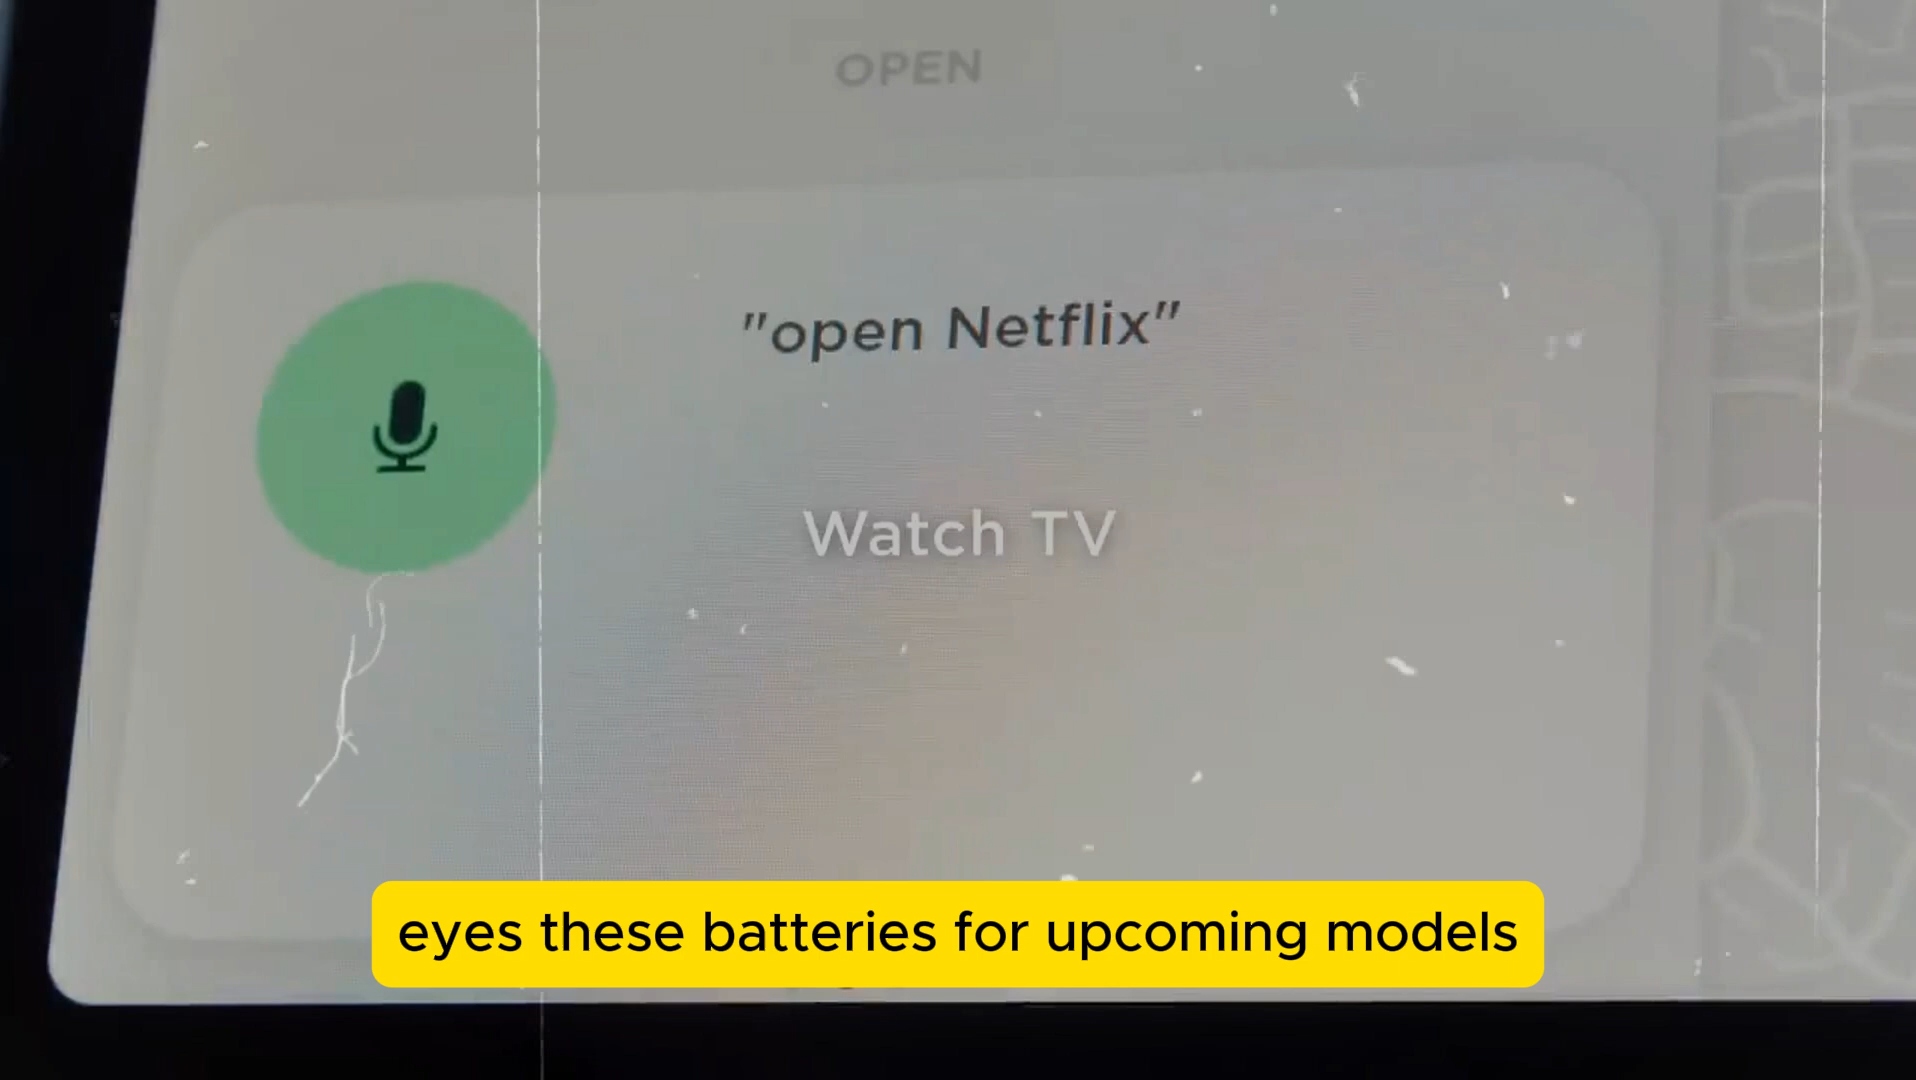 OPEN
"open Netflix"
Watch TV
eyes these batteries for upcoming models